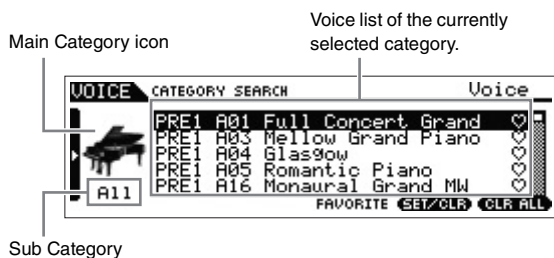 Voice list of the currently
selected category.
Main Category icon
VOICE CATEGORY SEARCH Voice
PRE1 A01 Full Concert Grand
PRE1 A03 Mellow Grand Piano
PRE1 A04 Glasgow
PRE1 A05 Romantic Piano
PRE1 A16 Monaural Grand MW
All
FAVORITE SET/CLR CLR ALL
Sub Category